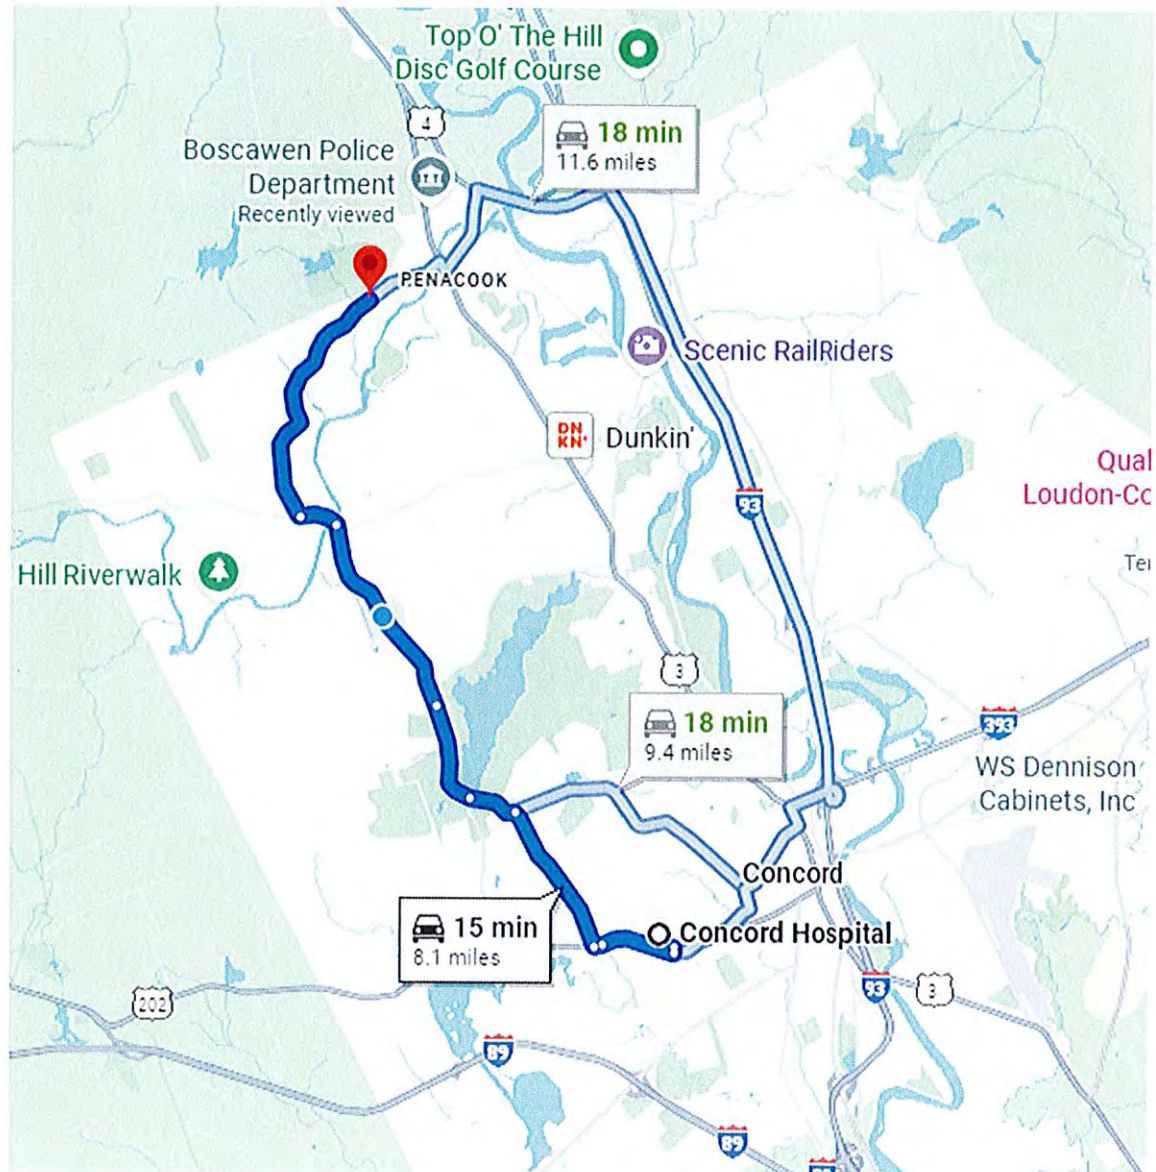 Top O' The Hill
Disc Golf Course
4
18 min
11.6 miles
Boscawen Police
Department
Recently viewed
PENACOOK
Scenic RailRiders
DN
KN'
Dunkin'
Qual
Loudon-Cc
93
Ter
Hill Riverwalk
3
18 min
9.4 miles
393
WS Dennison
Cabinets, Inc
Concord
15 min
8.1 miles
Concord Hospital
202
93
3
89
89